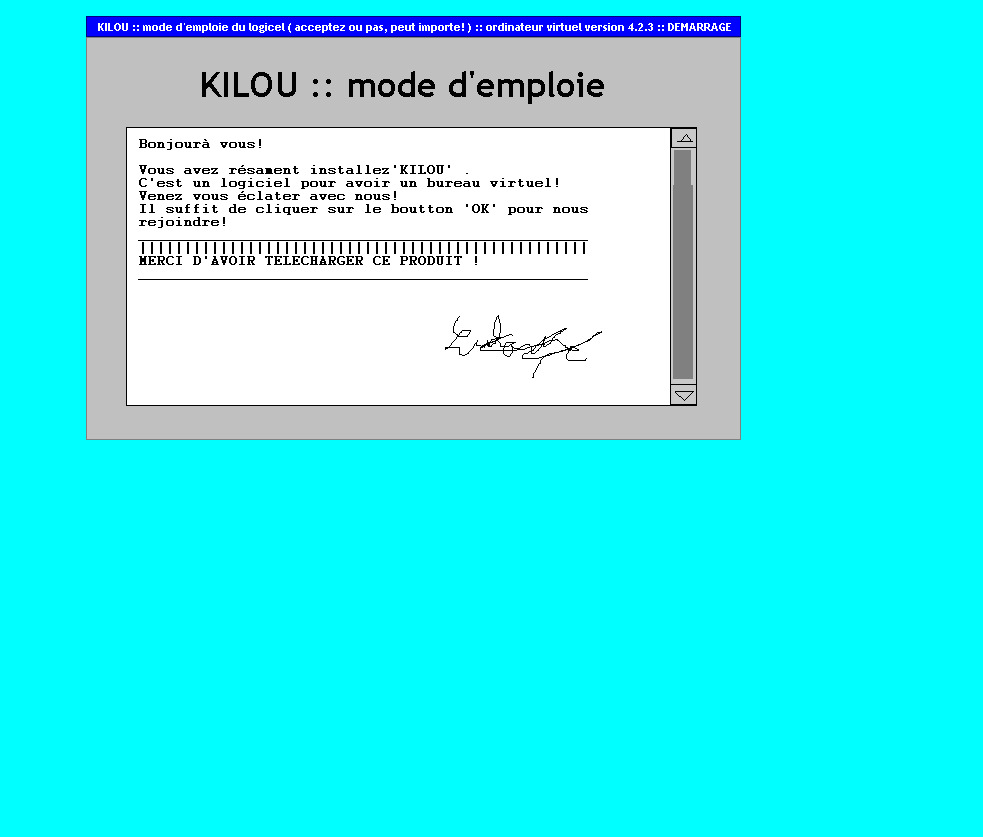 KILOU :: mode d'emploie du logicel ( acceptez ou pas, peut importe! ) :: ordinateur virtuel version 4.2.3 :: DEMARRAGE
KILOU :: mode d'emploie
Bonjourà vous!
Vous avez résament installez'KILOU' .
C'est un logiciel pour avoir un bureau virtuel!
Venez vous éclater avec nous!
Il suffit de cliquer sur le boutton 'OK' pour nous
rejoindre!
MERCI D'AVOIR TELECHARGER CE PRODUIT !